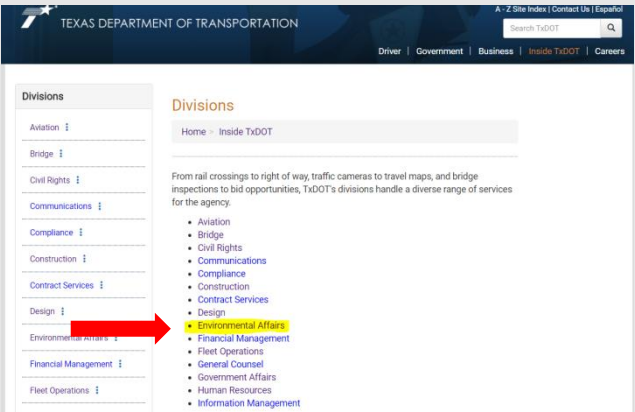 A - Z Site Index | Contact Us | Español
TEXAS DEPARTMENT OF TRANSPORTATION
Search TxDOT
Driver | Government | Business | Inside TxDOT | Careers
Divisions
Aviation
Bridge
Civil Rights
Communications
Compliance
Construction
Contract Services
Design
Environmental Affairs
Financial Management
Fleet Operations
Divisions
Home > Inside TxDOT
From rail crossings to right of way, traffic cameras to travel maps, and bridge
inspections to bid opportunities, TxDOT's divisions handle a diverse range of services
for the agency.
• Aviation
• Bridge
• Civil Rights
• Communications
• Compliance
• Construction
• Contract Services
• Design
• Environmental Affairs
• Financial Management
• Fleet Operations
• General Counsel
• Government Affairs
• Human Resources
• Information Management